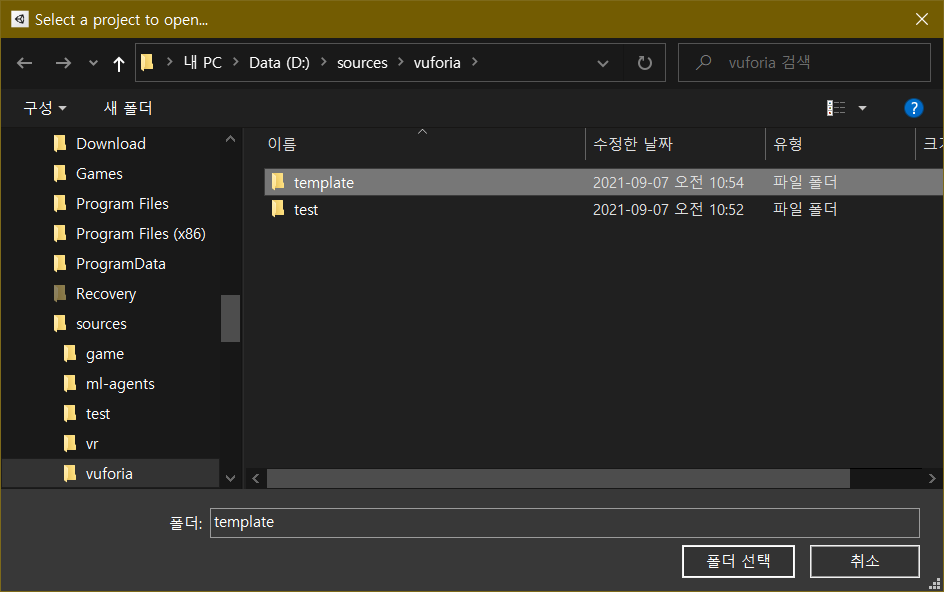 Select a project to open...
내 PC > Data (D:) > sources > vuforia >
vuforia 검색
구성
새 폴더
?
Download
Games
Program Files
Program Files (x86)
ProgramData
Recovery
sources
game
ml-agents
test
vr
vuforia
이름 수정한 날짜 유형
template 2021-09-07 오전 10:54 파일 폴더
test 2021-09-07 오전 10:52 파일 폴더
폴더: template
폴더 선택 취소